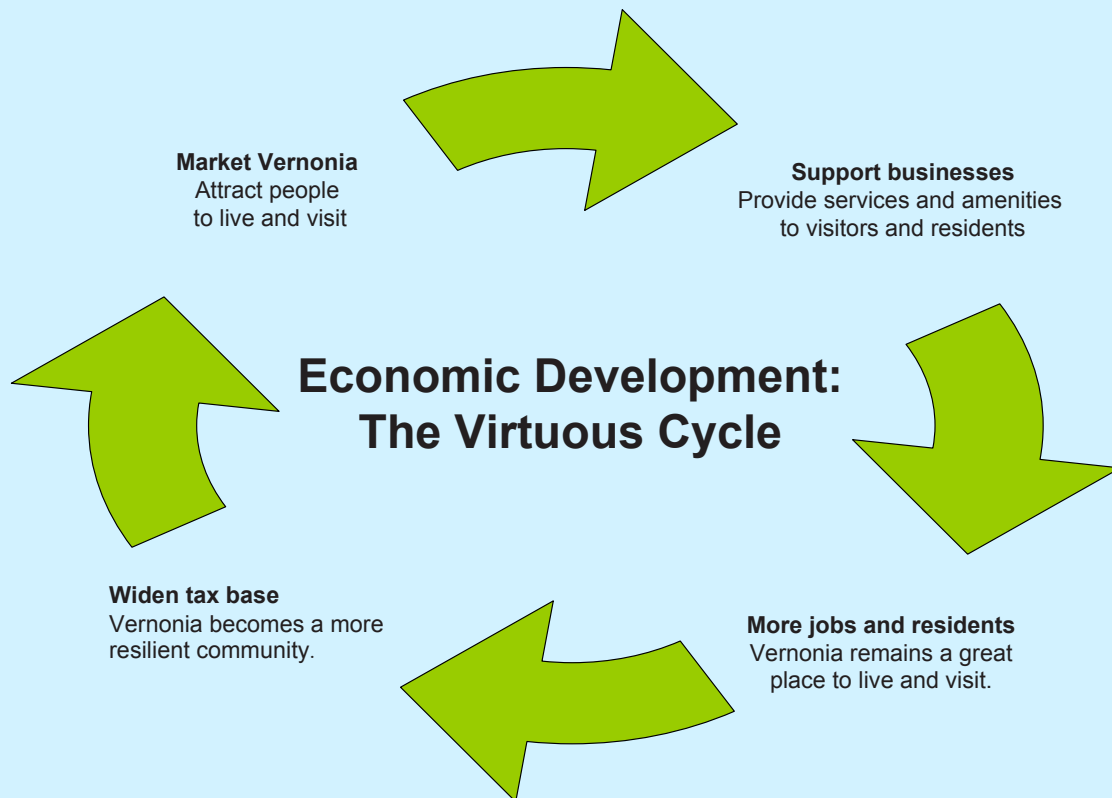 Market Vernonia
Attract people
to live and visit
Support businesses
Provide services and amenities
to visitors and residents
Economic Development:
The Virtuous Cycle
Widen tax base
Vernonia becomes a more
resilient community.
More jobs and residents
Vernonia remains a great
place to live and visit.